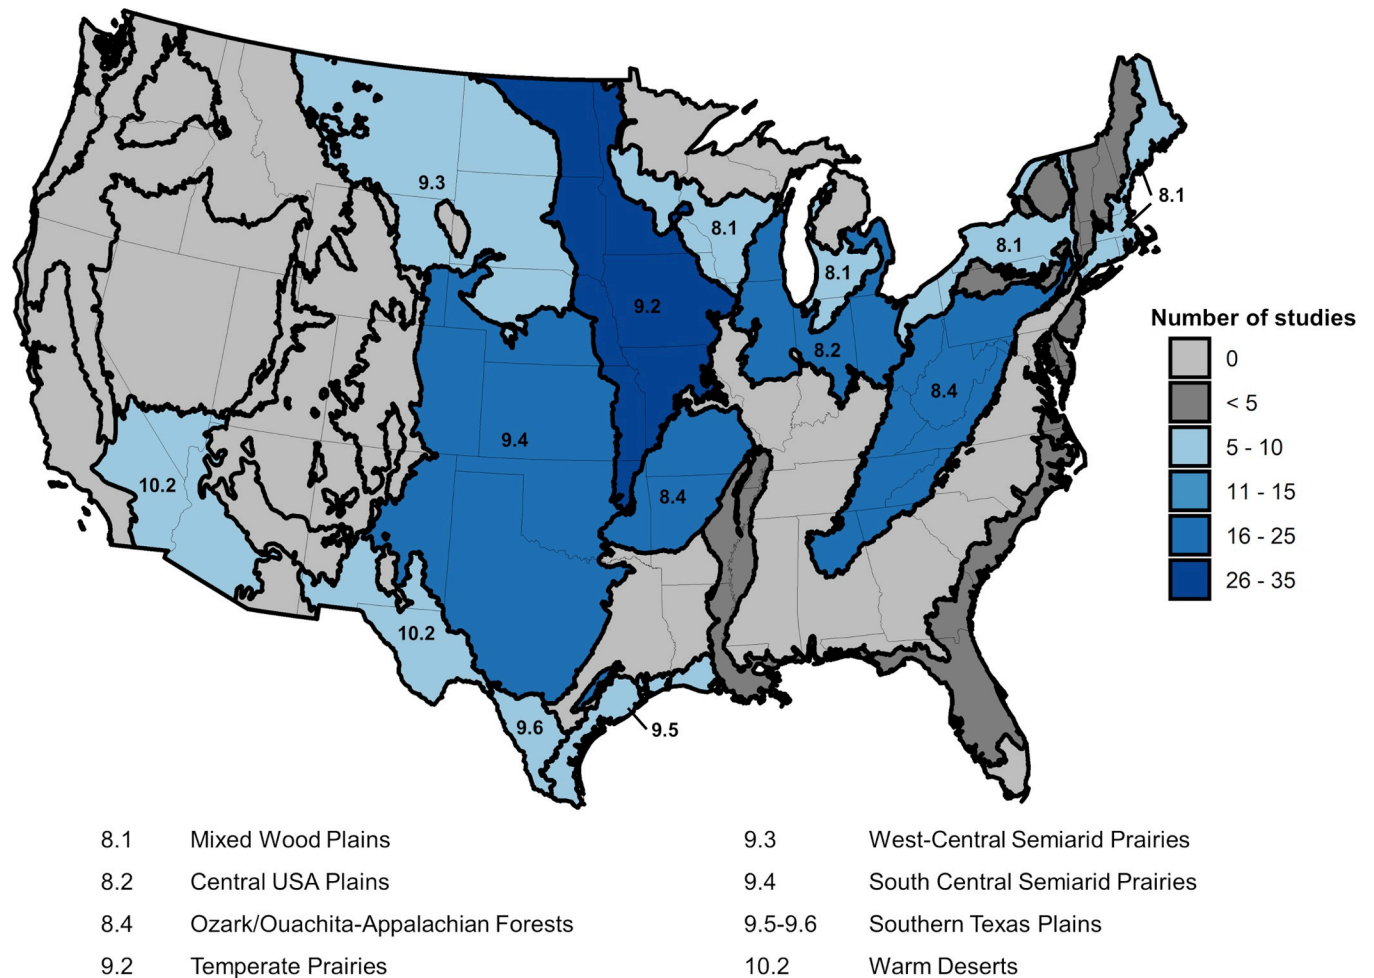 9.3
8.1
8.1
8.1
8.1
9.2
8.2
8.4
9.4
10.2
8.4
10.2
9.6
9.5
Number of studies
0
< 5
5 - 10
11 - 15
16 - 25
26 - 35
8.1 Mixed Wood Plains
8.2 Central USA Plains
8.4 Ozark/Ouachita-Appalachian Forests
9.2 Temperate Prairies
9.3 West-Central Semiarid Prairies
9.4 South Central Semiarid Prairies
9.5-9.6 Southern Texas Plains
10.2 Warm Deserts